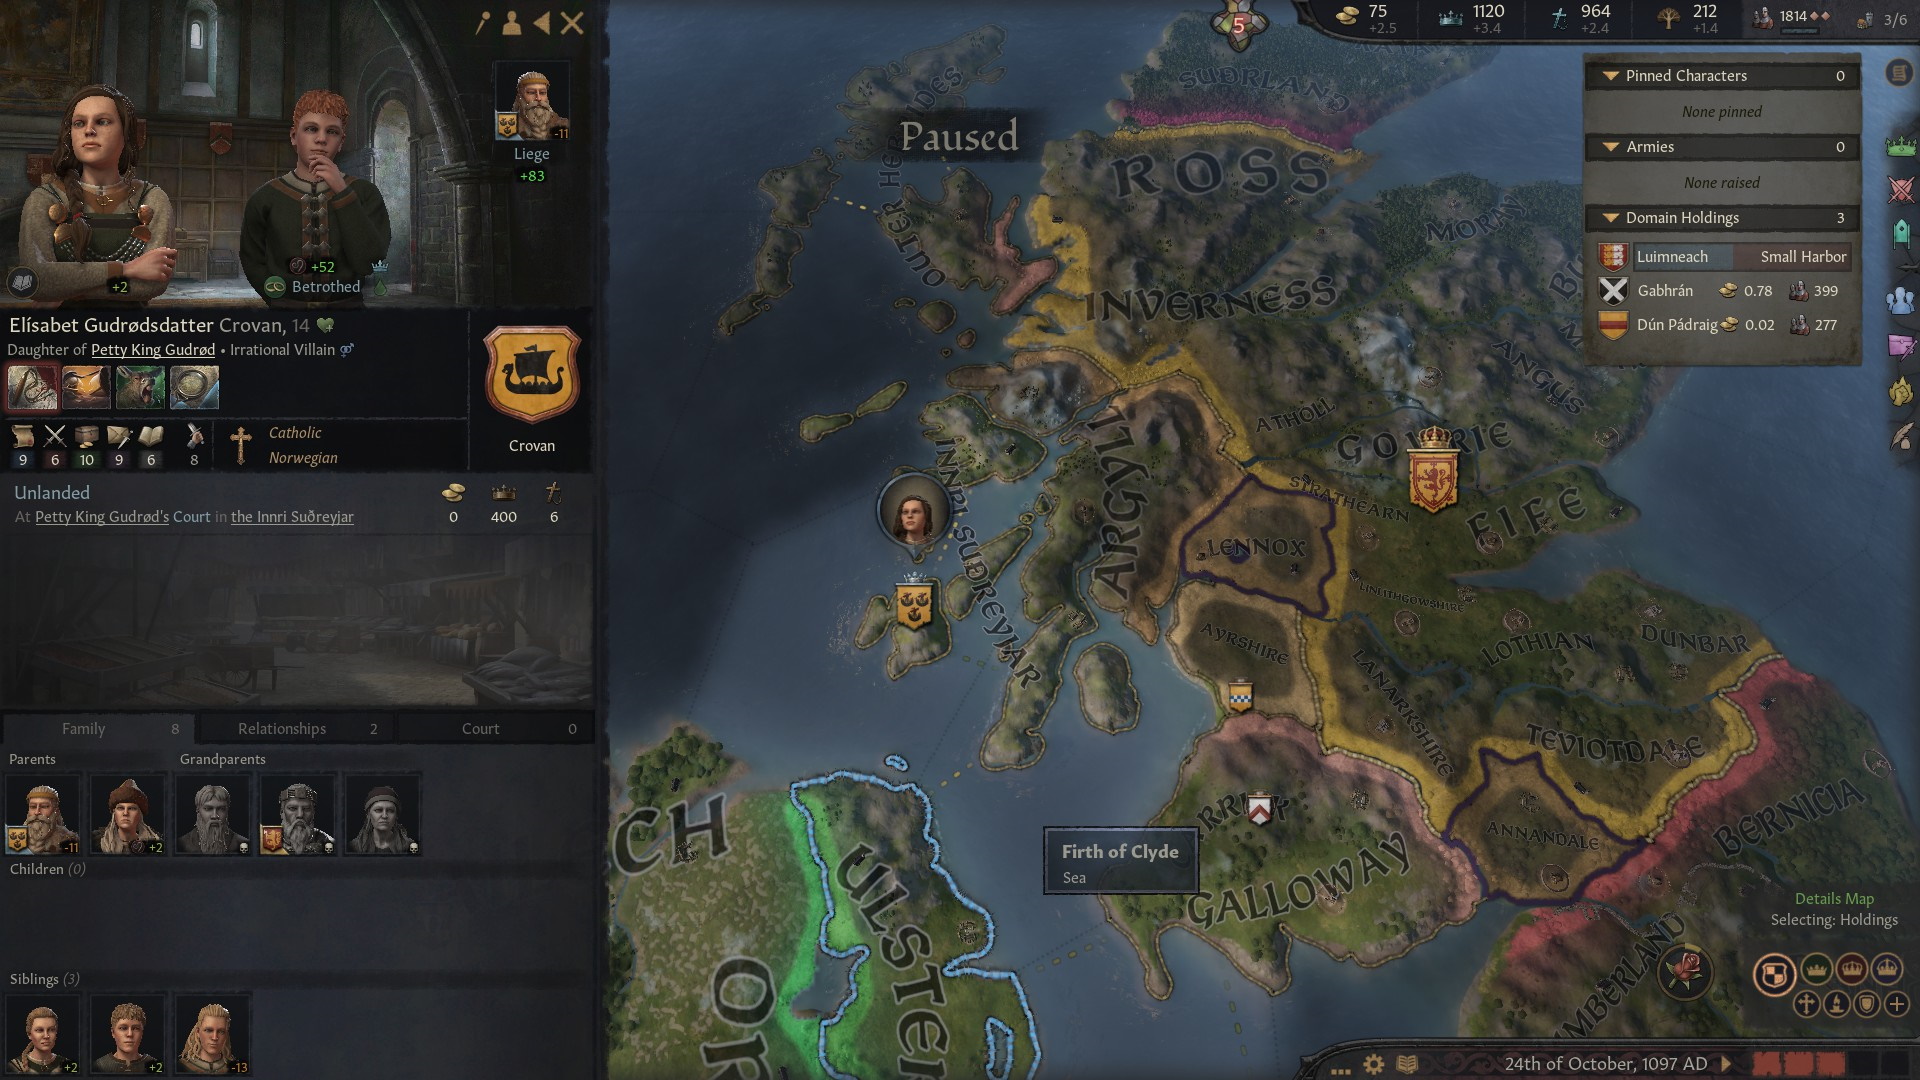 5
75
+2.5
1120
+3.4
964
+2.4
212
+1.4
1814
3/6
Paused
-11
Liege
+83
+52
Betrothed
+2
Elísabet Gudrødsdatter Crovan, 14
Daughter of Petty King Gudrød • Irrational Villain
Crovan
Catholic
Norwegian
9 6 10 9 6 8
Unlanded
At Petty King Gudrød's Court in the Innri Suðreyjar
0 400 6
Family 8
Relationships 2
Court 0
Parents
Grandparents
-11
+2
Children (0)
Siblings (3)
+2
+2
-13
Pinned Characters 0
None pinned
Armies 0
None raised
Domain Holdings 3
Luimneach Small Harbor
Gabhrán 0.78 399
Dún Pádraig 0.02 277
SUÐRLAND
ROSS
MORAY
INVERNESS
ANGUS
ATHOLL
GOWRIE
STRATHEARN
FIFE
ARGYLL
INNRI SUÐREYJAR
LENNOX
LINLITHGOWSHIRE
AYRSHIRE
LOTHIAN
DUNBAR
LANARKSHIRE
TEVIOTDALE
BERNICIA
ANNANDALE
GALLOWAY
ULSTER
Firth of Clyde
Sea
Details Map
Selecting: Holdings
24th of October, 1097 AD